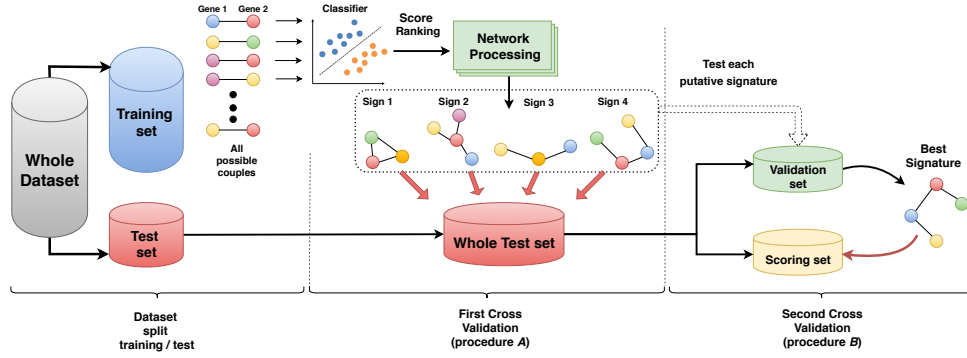 Gene 1
Gene 2
Classifier
Score
Ranking
Network
Processing
Test each
putative signature
Training
set
Whole
Dataset
All
possible
couples
Sign 1
Sign 2
Sign 3
Sign 4
Validation
set
Best
Signature
Test
set
Whole Test set
Scoring set
Dataset
split
training / test
First Cross
Validation
(procedure A)
Second Cross
Validation
(procedure B)